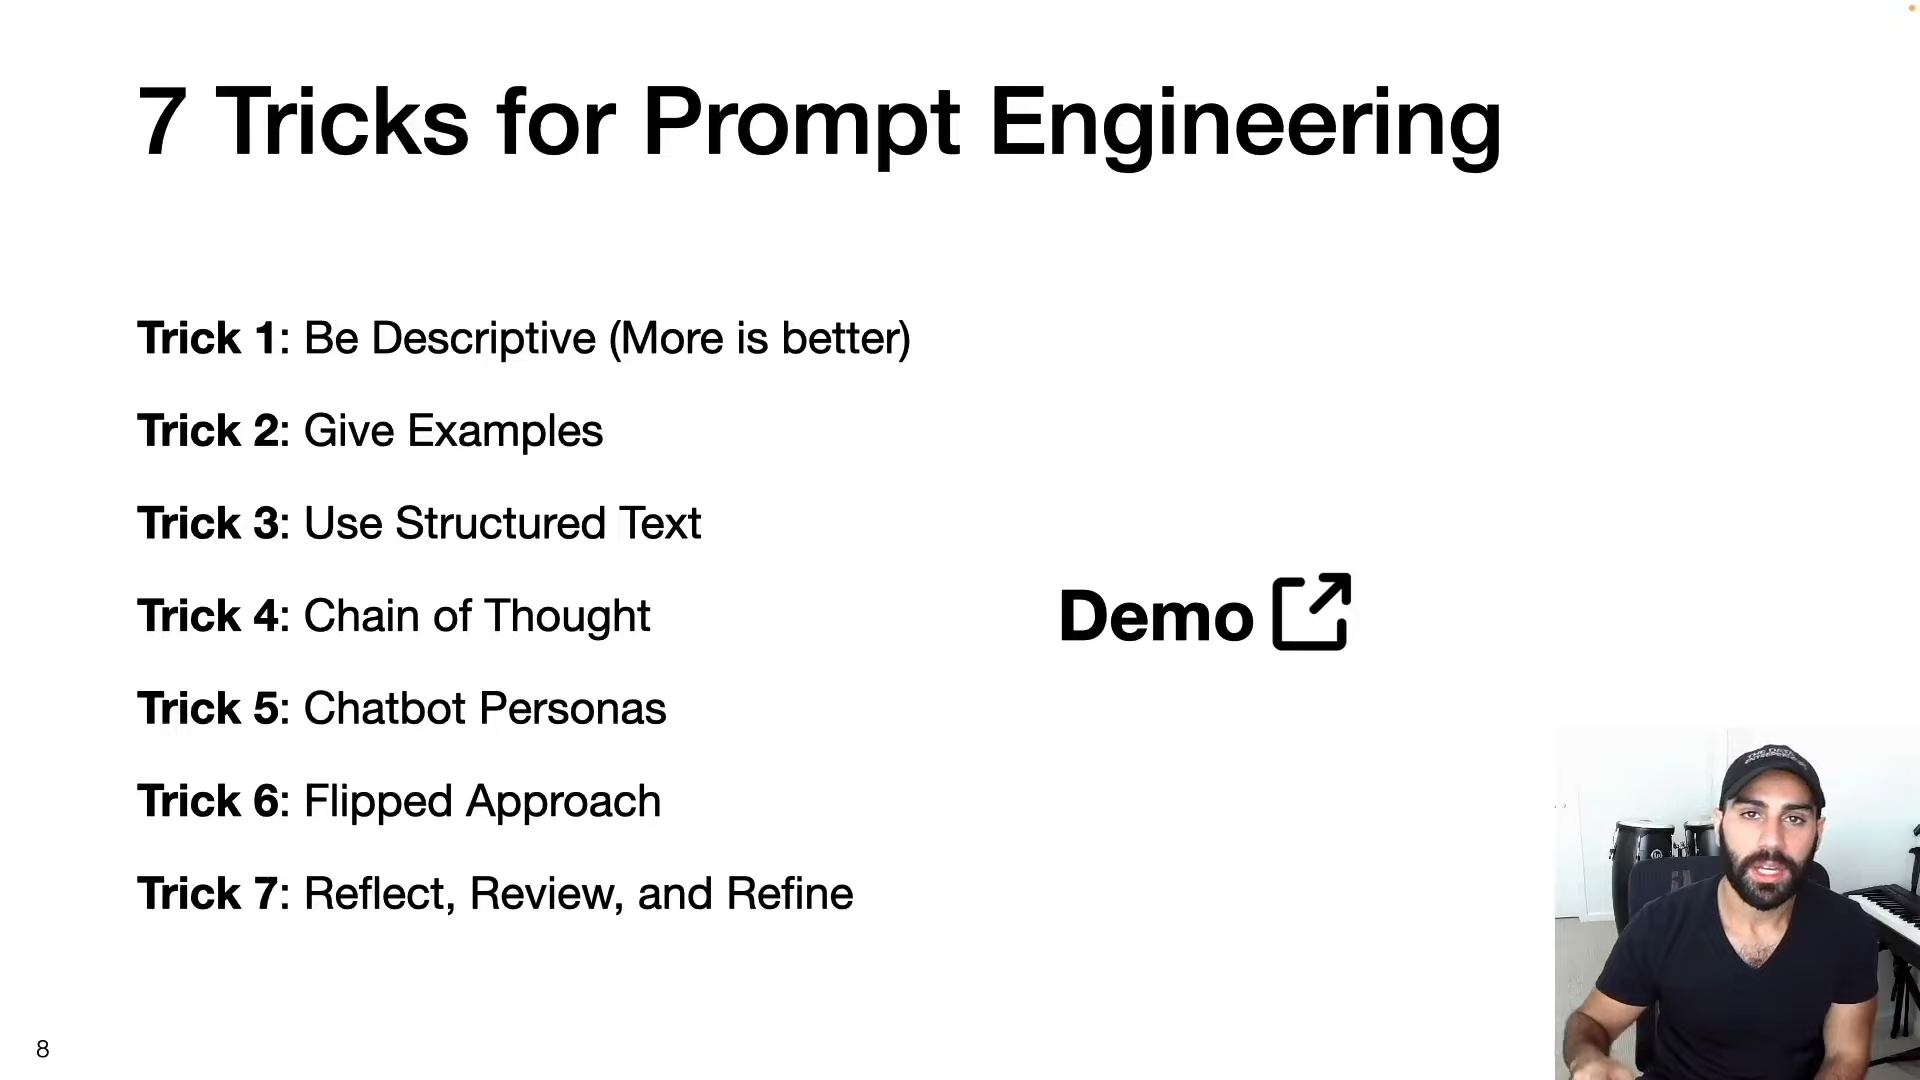 7 Tricks for Prompt Engineering
Trick 1: Be Descriptive (More is better)
Trick 2: Give Examples
Trick 3: Use Structured Text
Trick 4: Chain of Thought
Demo
Trick 5: Chatbot Personas
Trick 6: Flipped Approach
Trick 7: Reflect, Review, and Refine
8
THE DATA